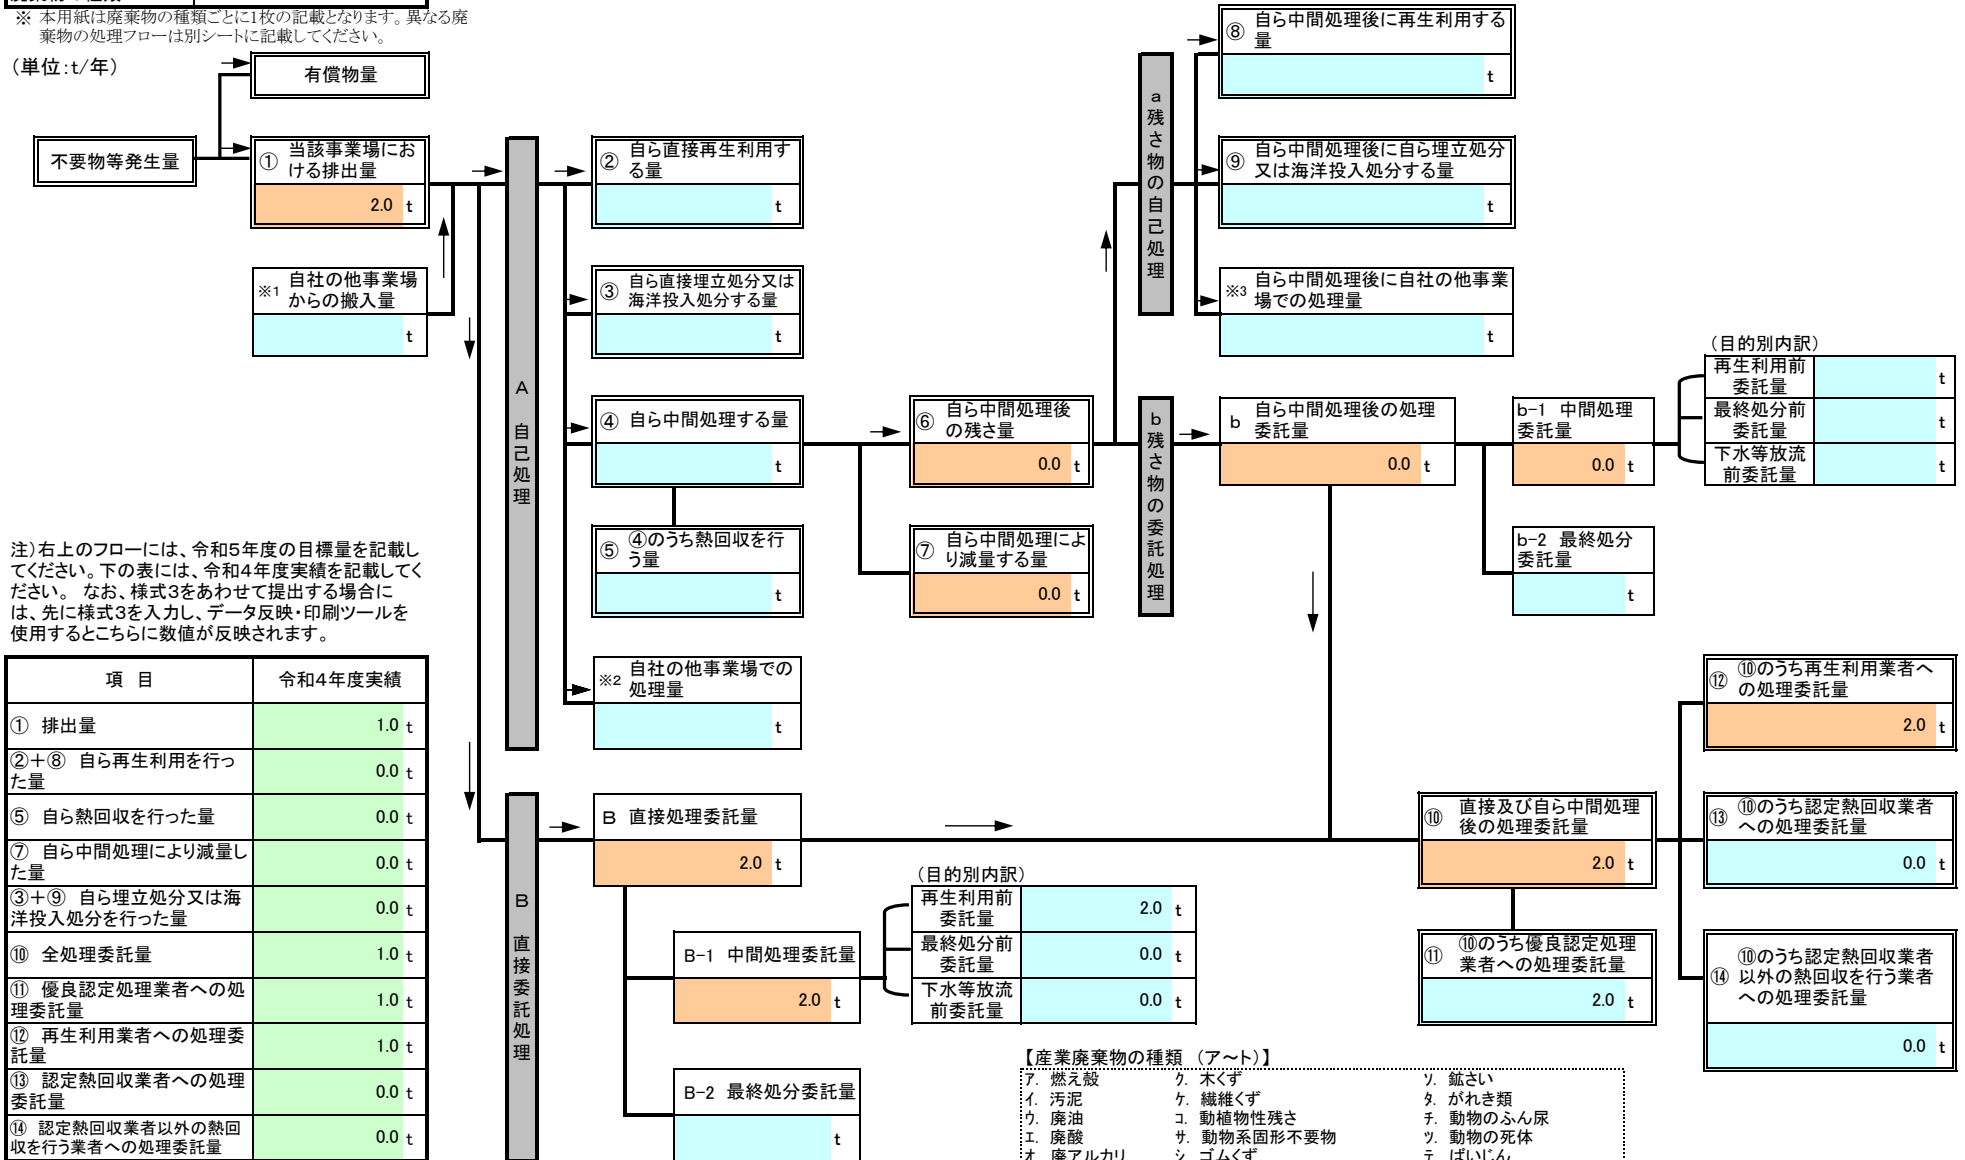 ※ 本用紙は廃棄物の種類ごとに1枚の記載となります。異なる廃
棄物の処理フローは別シートに記載してください。
(単位:t/年)
有償物量
不要物等発生量
① 当該事業場にお
ける排出量
2.0 t
※1 自社の他事業場
からの搬入量
t
A 自己処理
② 自ら直接再生利用す
る量
t
③ 自ら直接埋立処分又は
海洋投入処分する量
t
④ 自ら中間処理する量
t
⑤ ④のうち熱回収を行
う量
t
※2 自社の他事業場での
処理量
t
⑥ 自ら中間処理後
の残さ量
0.0 t
⑦ 自ら中間処理によ
り減量する量
0.0 t
a残さ物の自己処理
⑧ 自ら中間処理後に再生利用する
量
t
⑨ 自ら中間処理後に自ら埋立処分
又は海洋投入処分する量
t
※3 自ら中間処理後に自社の他事業
場での処理量
t
b残さ物の委託処理
b 自ら中間処理後の処理
委託量
0.0 t
b-1 中間処理
委託量
0.0 t
b-2 最終処分
委託量
t
(目的別内訳)
再生利用前
委託量
t
最終処分前
委託量
t
下水等放流
前委託量
t
注)右上のフローには、令和5年度の目標量を記載し
てください。下の表には、令和4年度実績を記載してく
ださい。 なお、様式3をあわせて提出する場合に
は、先に様式3を入力し、データ反映・印刷ツールを
使用するとこちらに数値が反映されます。
項 目 令和4年度実績
① 排出量 1.0 t
②+⑧ 自ら再生利用を行っ
た量 0.0 t
⑤ 自ら熱回収を行った量 0.0 t
⑦ 自ら中間処理により減量し
た量 0.0 t
③+⑨ 自ら埋立処分又は海
洋投入処分を行った量 0.0 t
⑩ 全処理委託量 1.0 t
⑪ 優良認定処理業者への処
理委託量 1.0 t
⑫ 再生利用業者への処理委
託量 1.0 t
⑬ 認定熱回収業者への処理
委託量 0.0 t
⑭ 認定熱回収業者以外の熱回
収を行う業者への処理委託量 0.0 t
B 直接委託処理
B 直接処理委託量
2.0 t
B-1 中間処理委託量
2.0 t
B-2 最終処分委託量
t
(目的別内訳)
再生利用前
委託量
2.0 t
最終処分前
委託量
0.0 t
下水等放流
前委託量
0.0 t
⑩ 直接及び自ら中間処理
後の処理委託量
2.0 t
⑪ ⑩のうち優良認定処理
業者への処理委託量
2.0 t
⑫ ⑩のうち再生利用業者へ
の処理委託量
2.0 t
⑬ ⑩のうち認定熱回収業者
への処理委託量
0.0 t
⑭ ⑩のうち認定熱回収業者
以外の熱回収を行う業者
への処理委託量
0.0 t
【産業廃棄物の種類 (ア~ト)】
ア. 燃え殻 ク. 木くず ソ. 鉱さい
イ. 汚泥 ケ. 繊維くず タ. がれき類
ウ. 廃油 コ. 動植物性残さ チ. 動物のふん尿
エ. 廃酸 サ. 動物系固形不要物 ツ. 動物の死体
オ. 廃アルカリ シ. ゴムくず テ. ばいじん